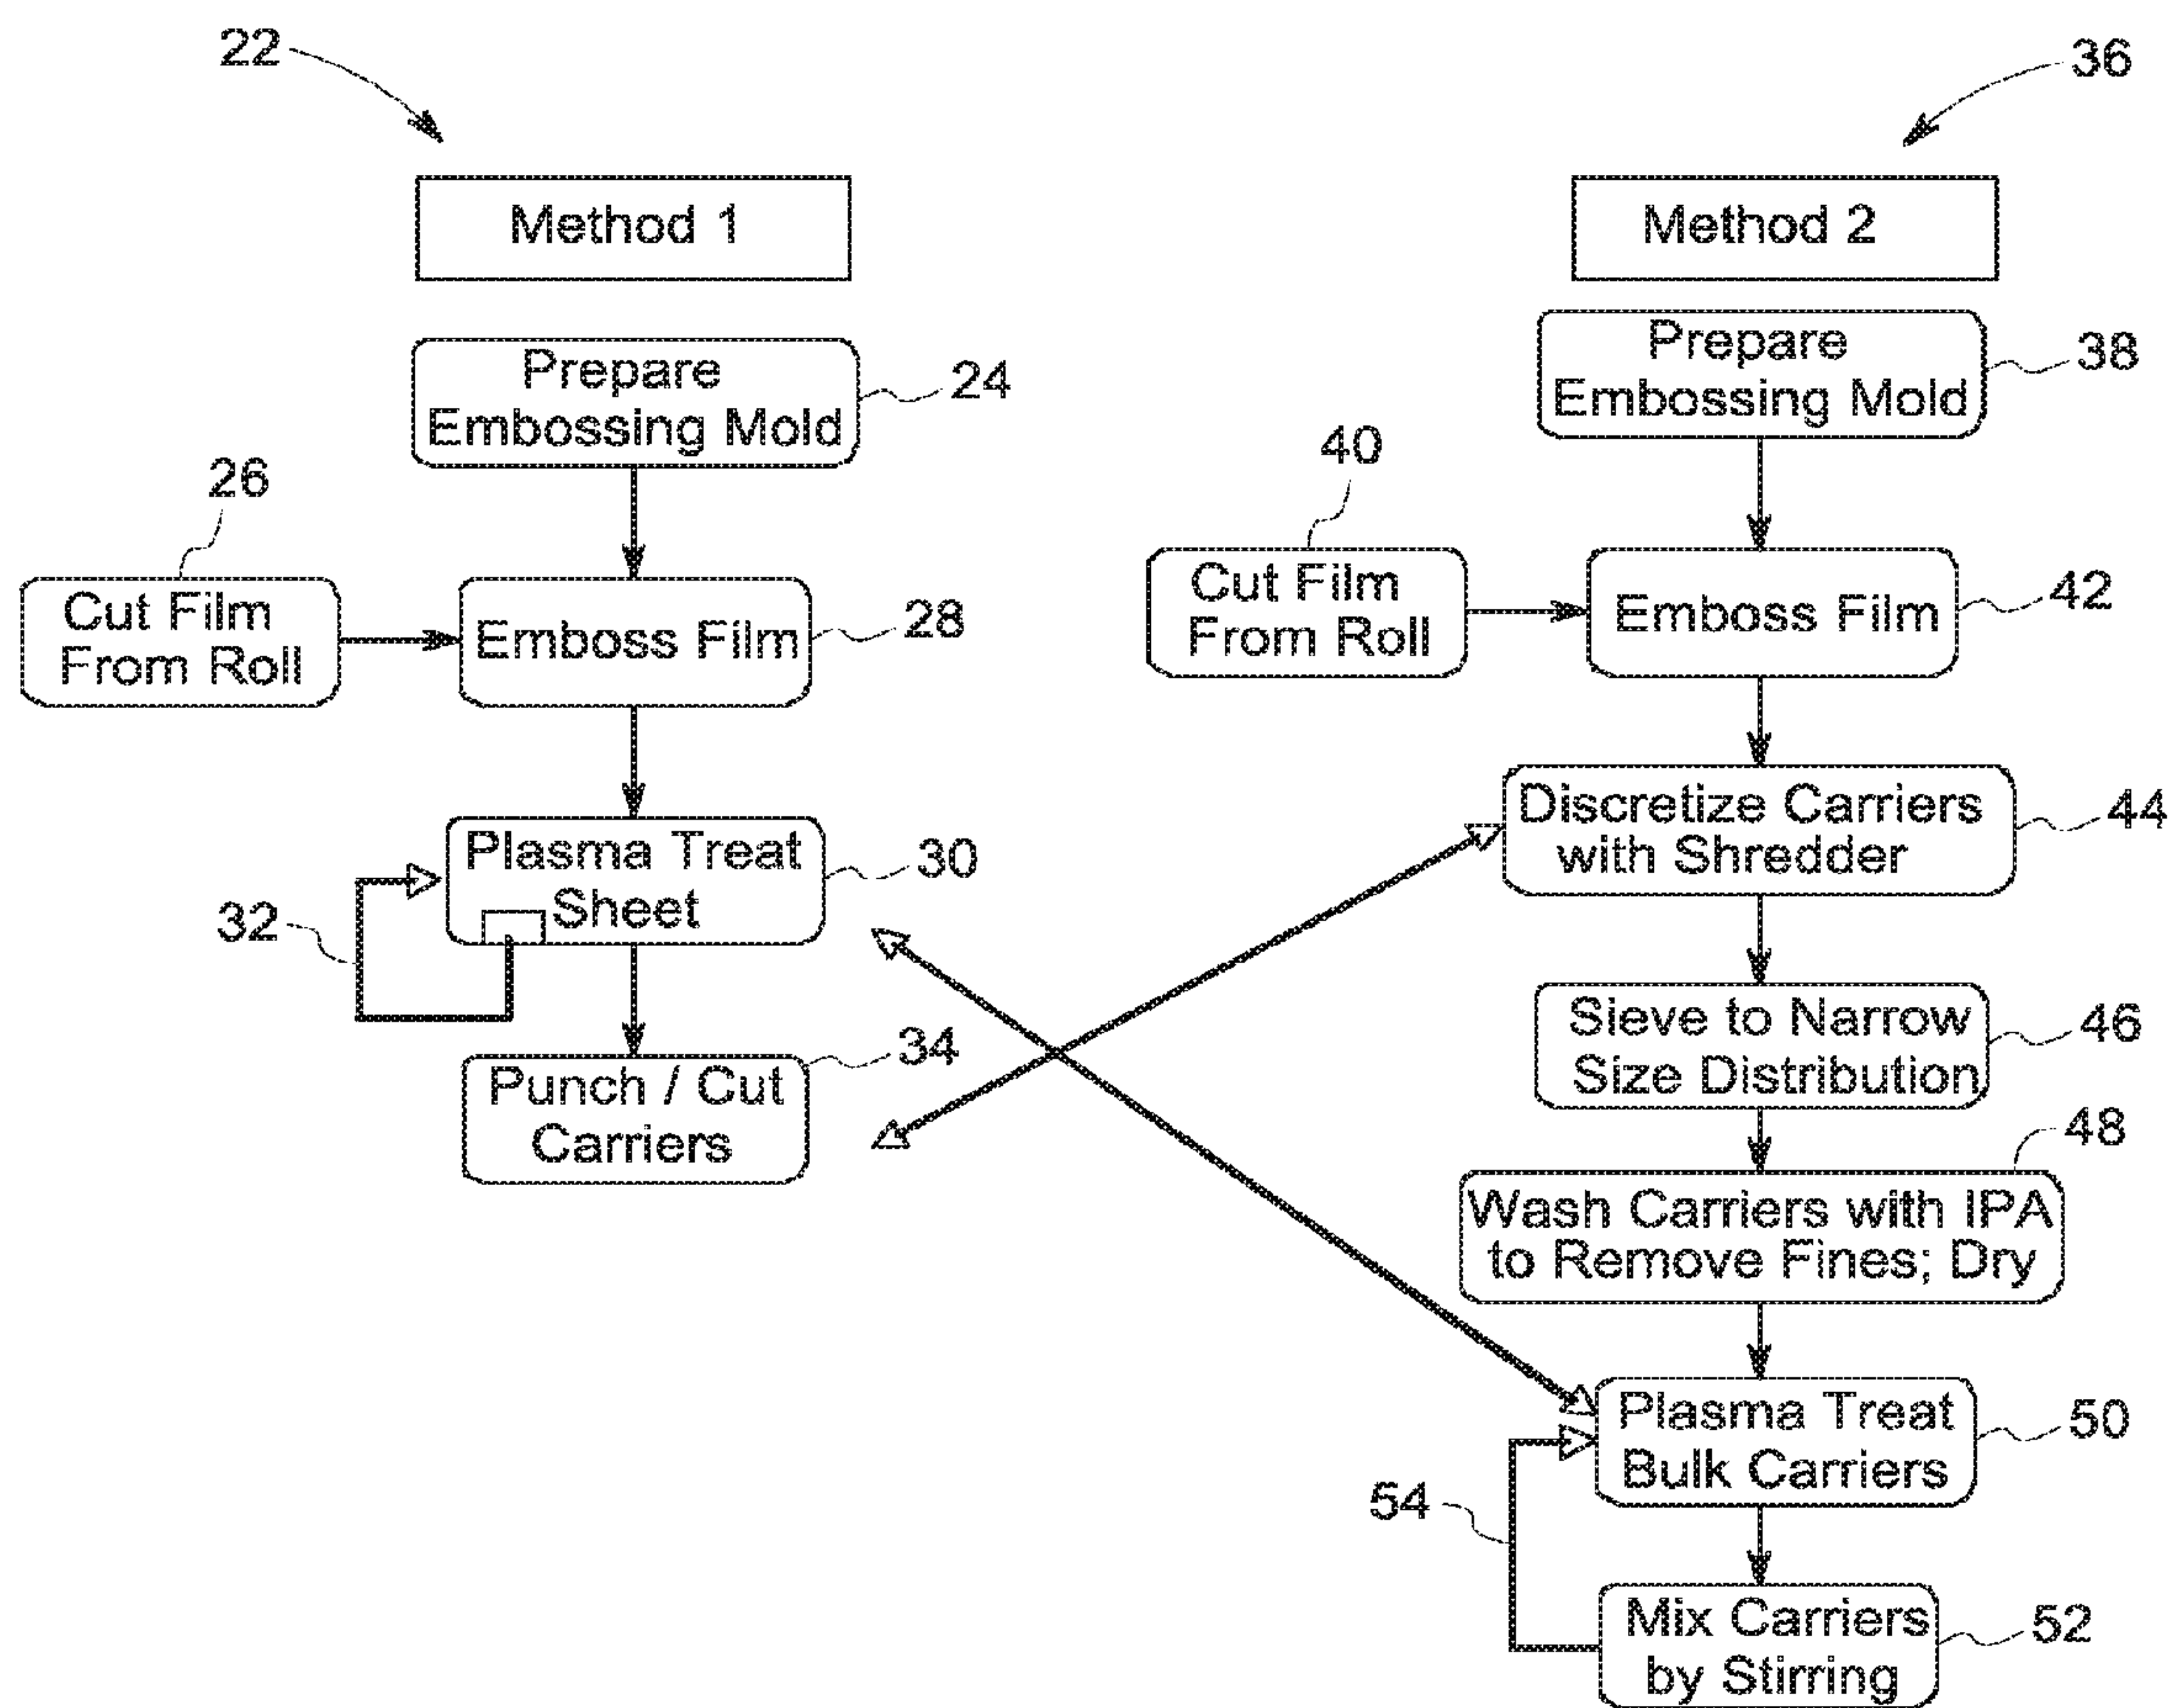 22
Method 1
Prepare
Embossing Mold
24
26
Cut Film
From Roll
Emboss Film
28
Plasma Treat
Sheet
30
32
Punch / Cut
Carriers
34
36
Method 2
Prepare
Embossing Mold
38
40
Cut Film
From Roll
Emboss Film
42
Discretize Carriers
with Shredder
44
Sieve to Narrow
Size Distribution
46
48
Wash Carriers with IPA
to Remove Fines; Dry
Plasma Treat
Bulk Carriers
50
54
Mix Carriers
by Stirring
52